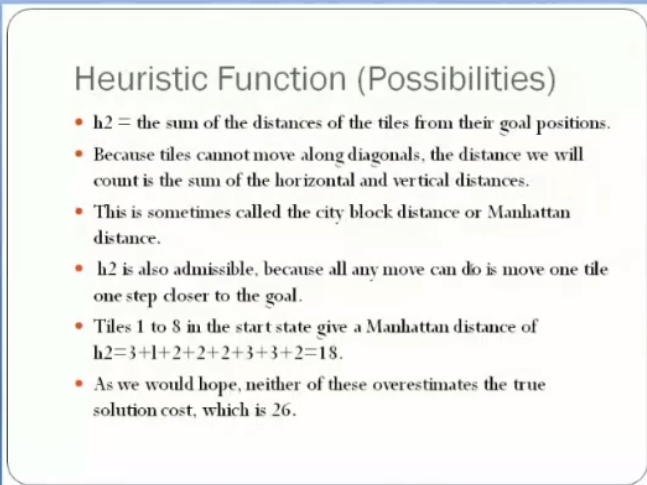 Heuristic Function (Possibilities)
• h2 = the sum of the distances of the tiles from their goal positions.
• Because tiles cannot move along diagonals, the distance we will
count is the sum of the horizontal and vertical distances.
• This is sometimes called the city block distance or Manhattan
distance.
• h2 is also admissible, because all any move can do is move one tile
one step closer to the goal.
• Tiles 1 to 8 in the start state give a Manhattan distance of
h2=3+1+2+2+2+3+3+2=18.
• As we would hope, neither of these overestimates the true
solution cost, which is 26.